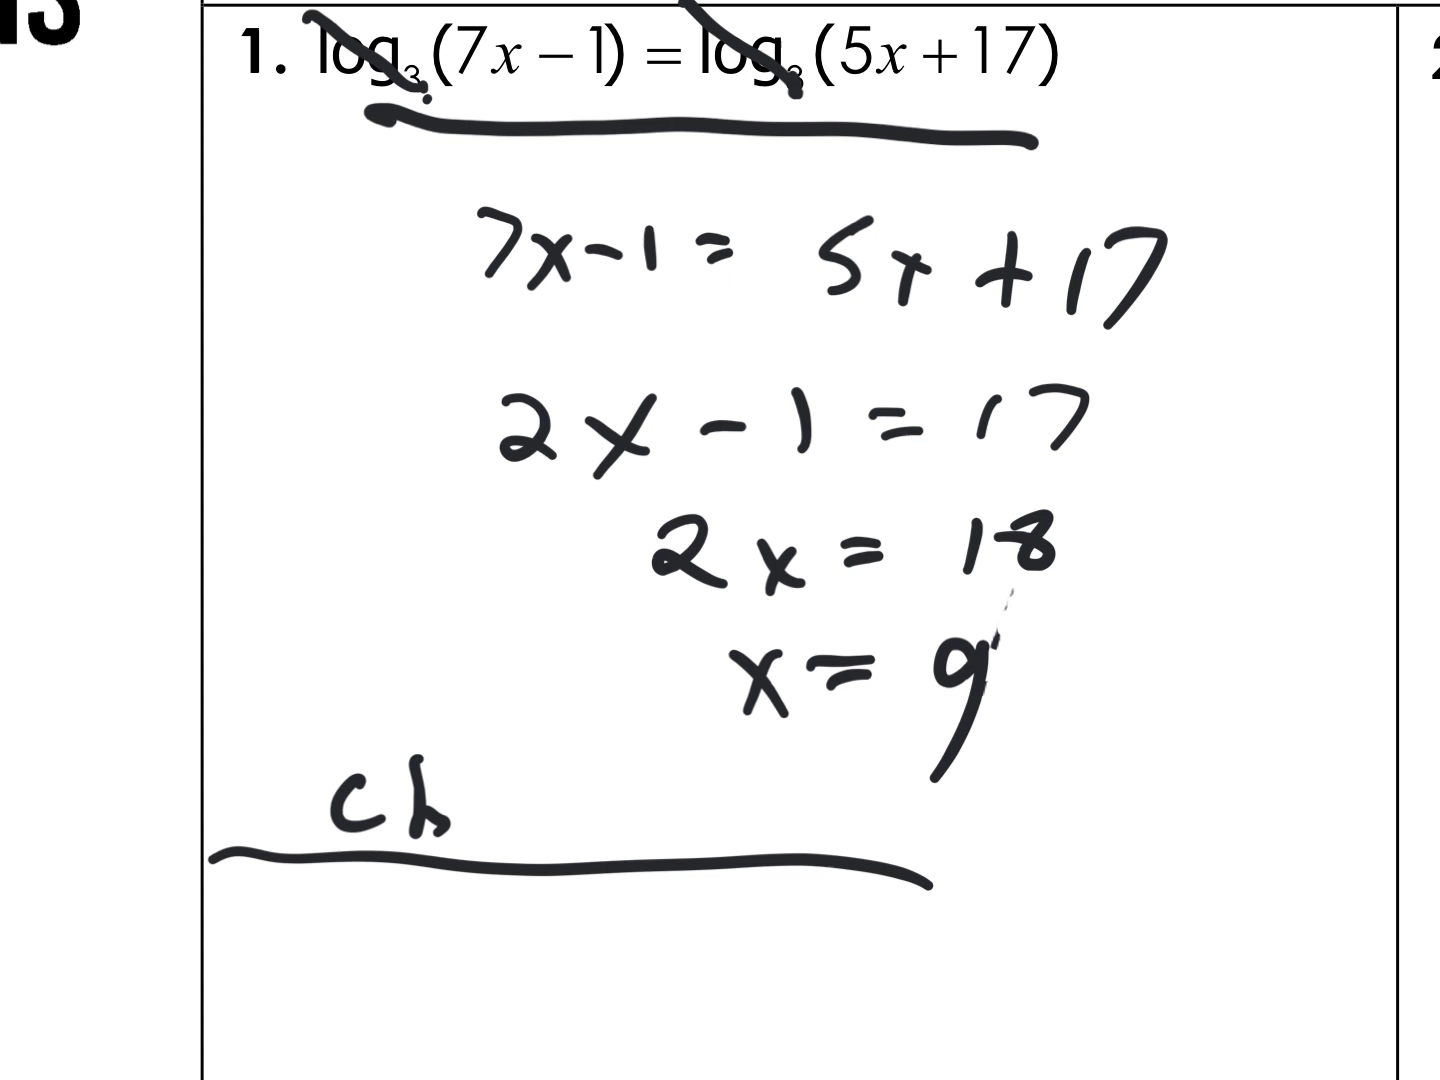 1. log₃(7x − 1) = log₃(5x + 17)
7x - 1 = 5x + 17
2x - 1 = 17
2x = 18
x = 9
ch